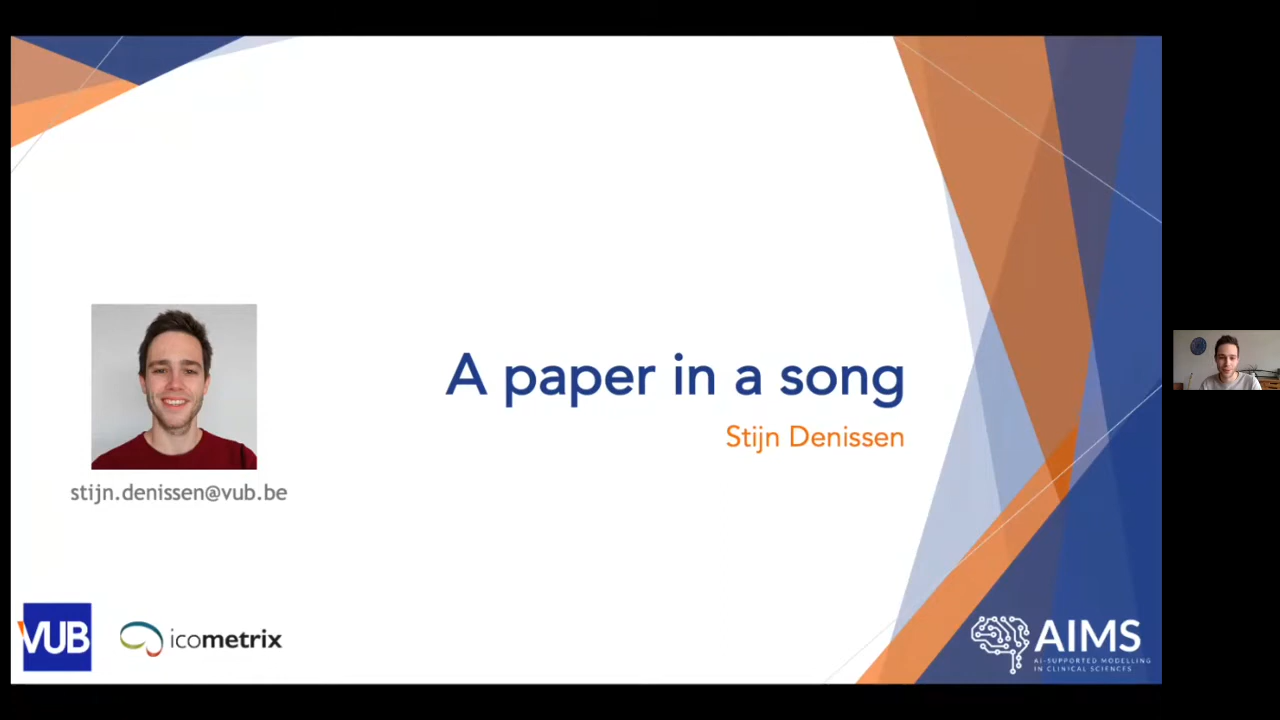 A paper in a song
Stijn Denissen
stijn.denissen@vub.be
VUB
icometrix
AIMS
AI-SUPPORTED MODELLING
IN CLINICAL SCIENCES